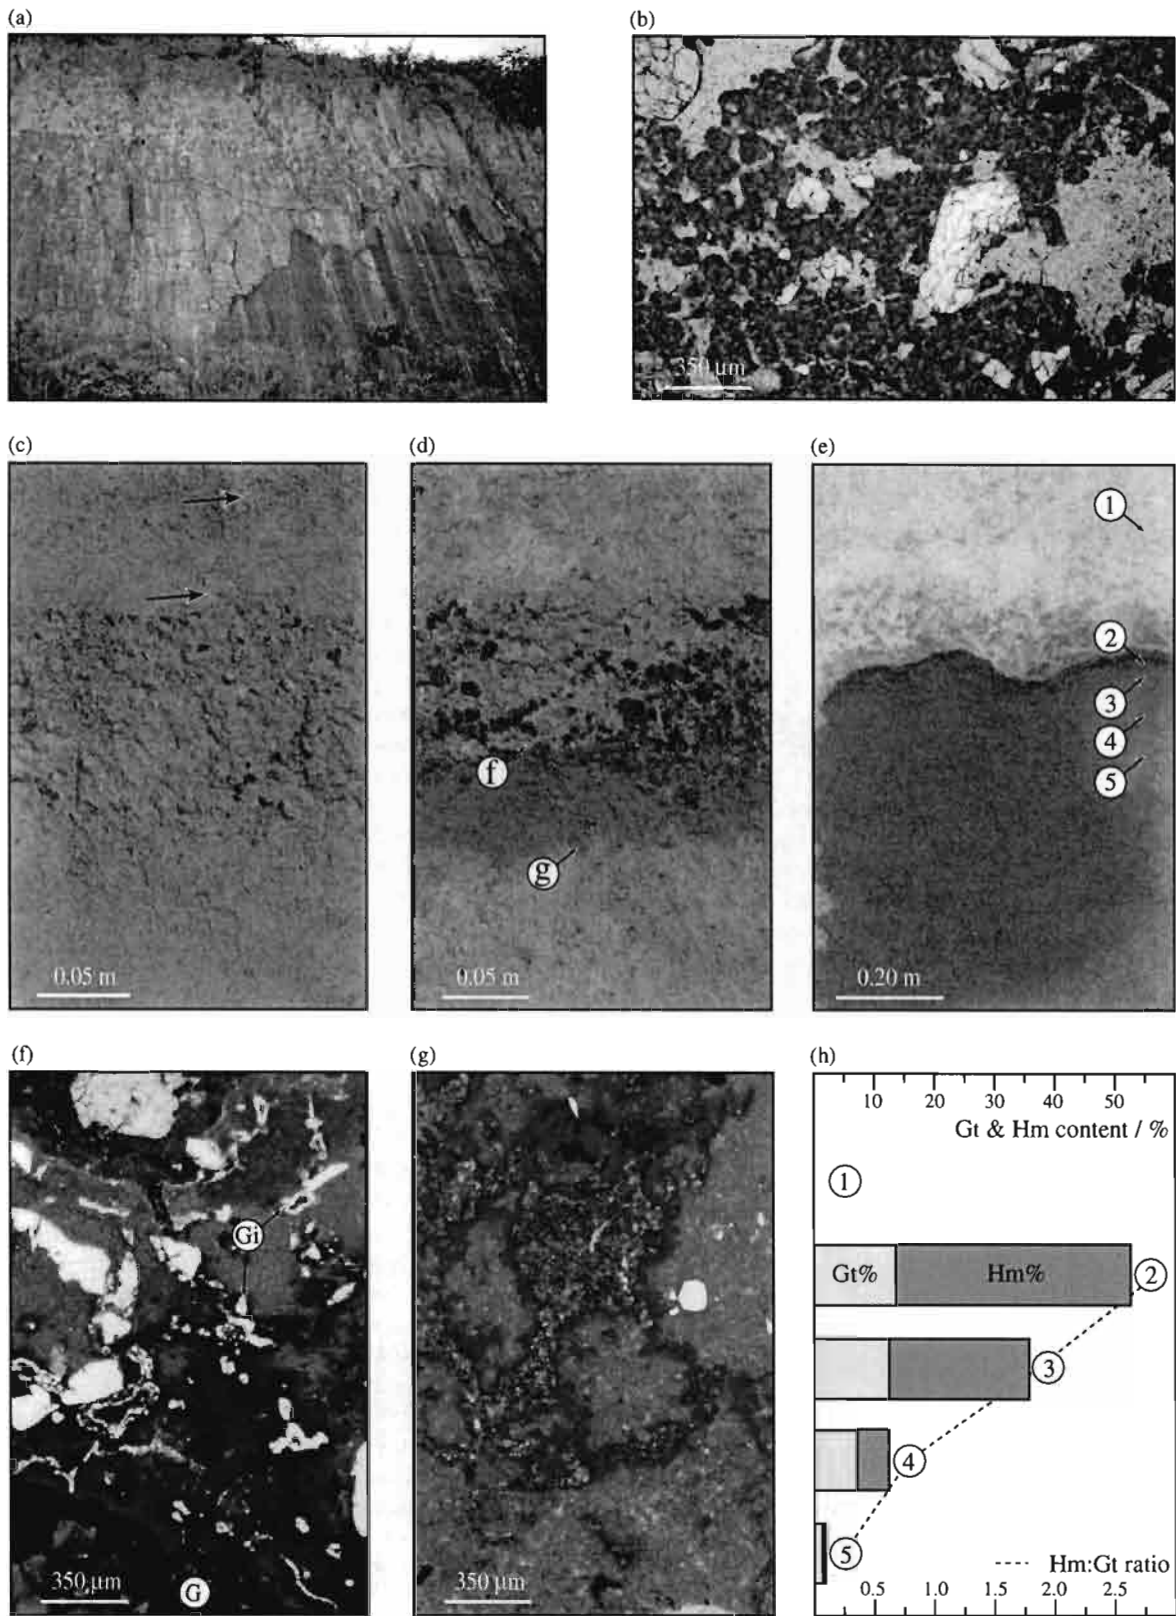 (a)
(b)
350 µm
(c)
(d)
(e)
1
2
3
4
5
f
g
0.05 m
0.05 m
0.20 m
(f)
(g)
(h)
Gi
G
350 µm
350 µm
10 20 30 40 50
Gt & Hm content / %
1
Gt% Hm% 2
3
4
5
Hm:Gt ratio
0.5 1.0 1.5 2.0 2.5